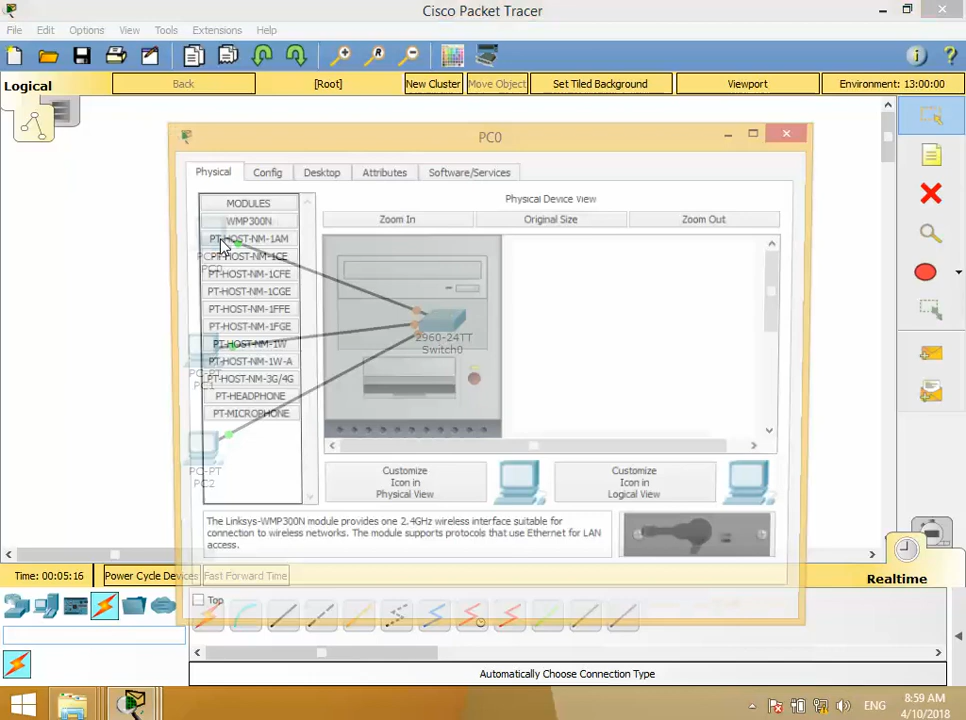 Cisco Packet Tracer
File Edit Options View Tools Extensions Help
Logical
Back
[Root]
New Cluster
Move Object
Set Tiled Background
Viewport
Environment: 13:00:00
PC0
Physical Config Desktop Attributes Software/Services
MODULES
WMP300N
PT-HOST-NM-1AM
PT-HOST-NM-1CE
PT-HOST-NM-1CFE
PT-HOST-NM-1CGE
PT-HOST-NM-1FFE
PT-HOST-NM-1FGE
PT-HOST-NM-1W
PT-HOST-NM-1W-A
PT-HOST-NM-3G/4G
PT-HEADPHONE
PT-MICROPHONE
Physical Device View
Zoom In
Original Size
Zoom Out
PC0
2960-24TT
Switch0
PC1
PC-PT
PC2
Customize
Icon in
Physical View
Customize
Icon in
Logical View
The Linksys-WMP300N module provides one 2.4GHz wireless interface suitable for
connection to wireless networks. The module supports protocols that use Ethernet for LAN
access.
Time: 00:05:16
Power Cycle Devices
Fast Forward Time
Realtime
Top
Automatically Choose Connection Type
ENG
8:59 AM
4/10/2018